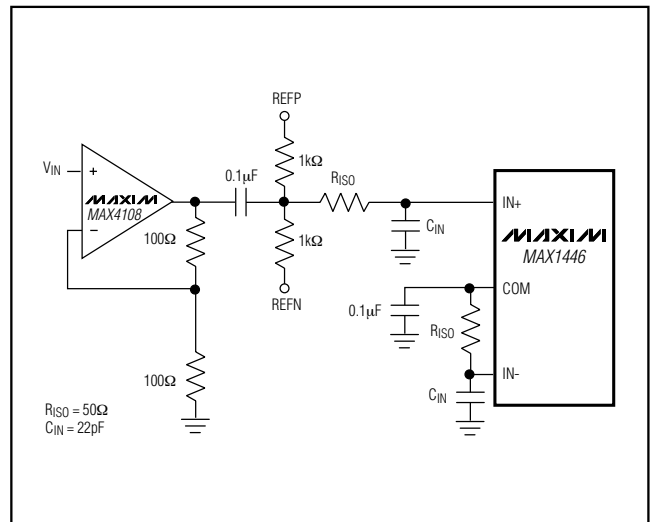 REFP
VIN
+
MAXIM
MAX4108
−
0.1µF
1kΩ
RISO
1kΩ
REFN
100Ω
100Ω
CIN
IN+
MAXIM
MAX1446
COM
0.1µF
RISO
IN-
CIN
RISO = 50Ω
CIN = 22pF